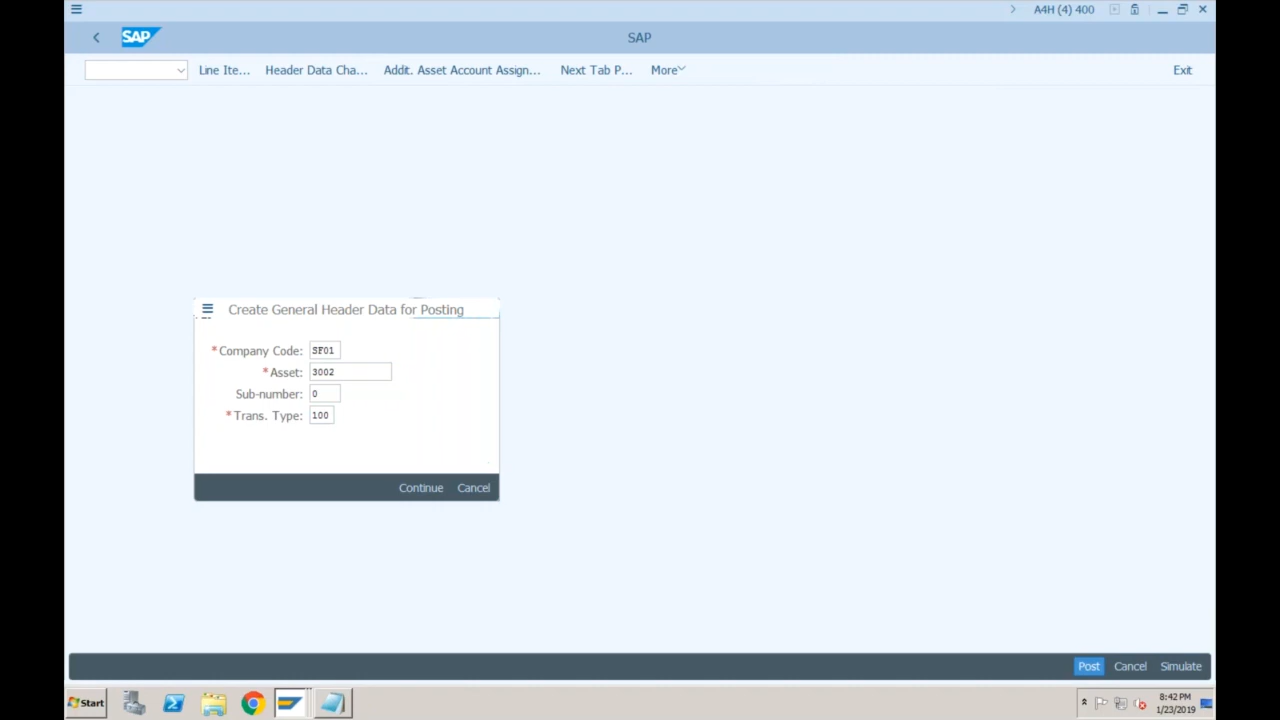 A4H (4) 400
SAP
SAP
Line Ite...
Header Data Cha...
Addit. Asset Account Assign...
Next Tab P...
More
Exit
Create General Header Data for Posting
*Company Code: SF01
*Asset: 3002
Sub-number: 0
*Trans. Type: 100
Continue Cancel
Post Cancel Simulate
Start
8:42 PM
1/23/2019